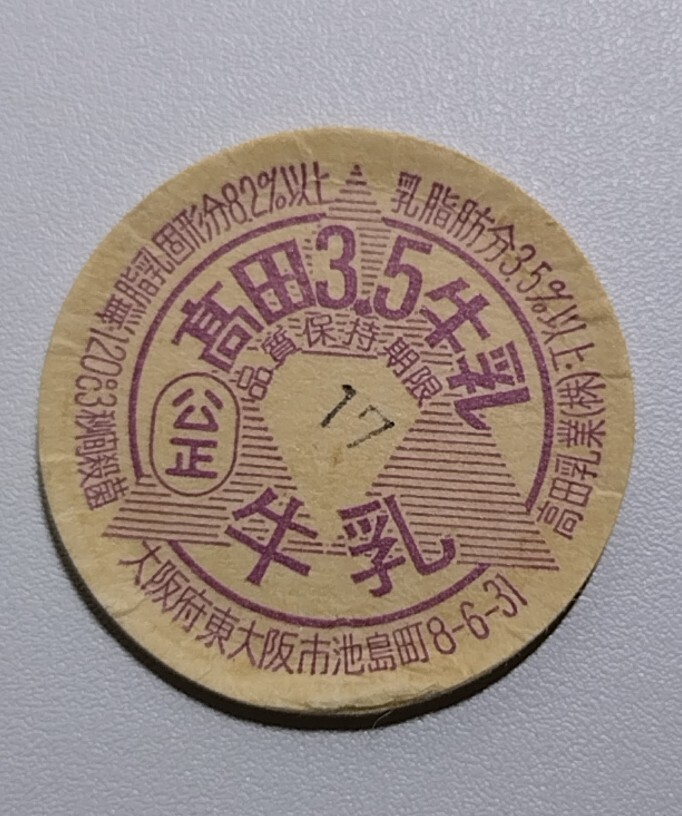 無脂乳固形分8.2%以上
乳脂肪分3.5%以上
120℃3秒間殺菌
高田乳業(株)
髙田3.5牛乳
品質保持期限
17
公正
牛乳
大阪府東大阪市池島町8-6-31